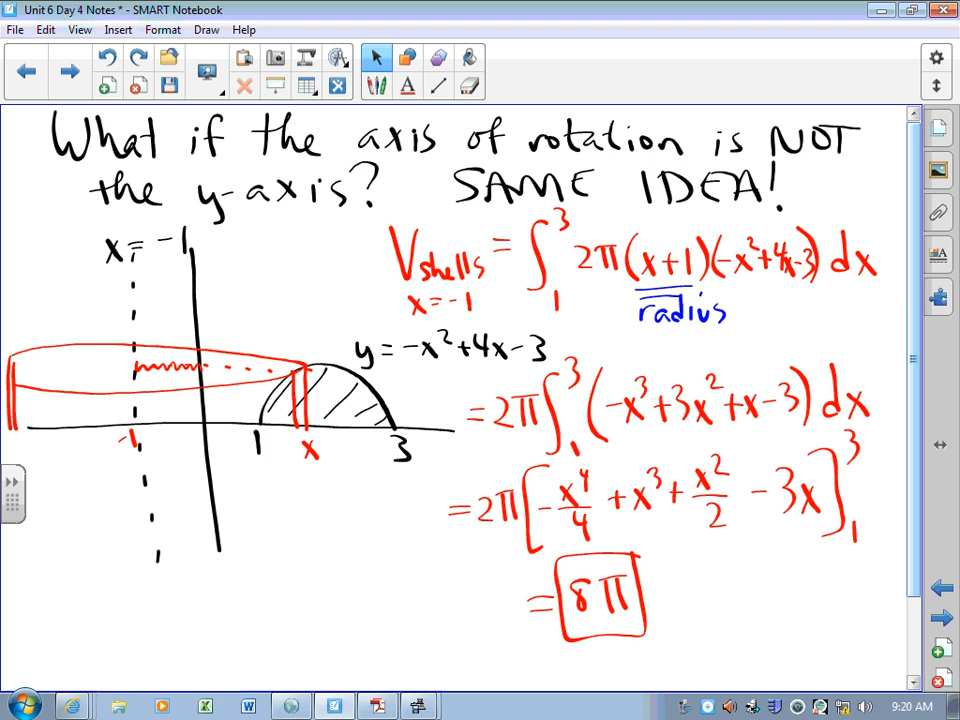 Unit 6 Day 4 Notes * - SMART Notebook
File Edit View Insert Format Draw Help
What if the axis of rotation is NOT
the y-axis? SAME IDEA!
x = -1
V shells x = -1 = ∫₁³ 2π(x+1)(-x²+4x-3) dx
radius
y = -x²+4x-3
= 2π ∫₁³ (-x³+3x²+x-3) dx
-1 x 1 3
= 2π[-x⁴/4 + x³ + x²/2 - 3x]₁³
= 8π
9:20 AM